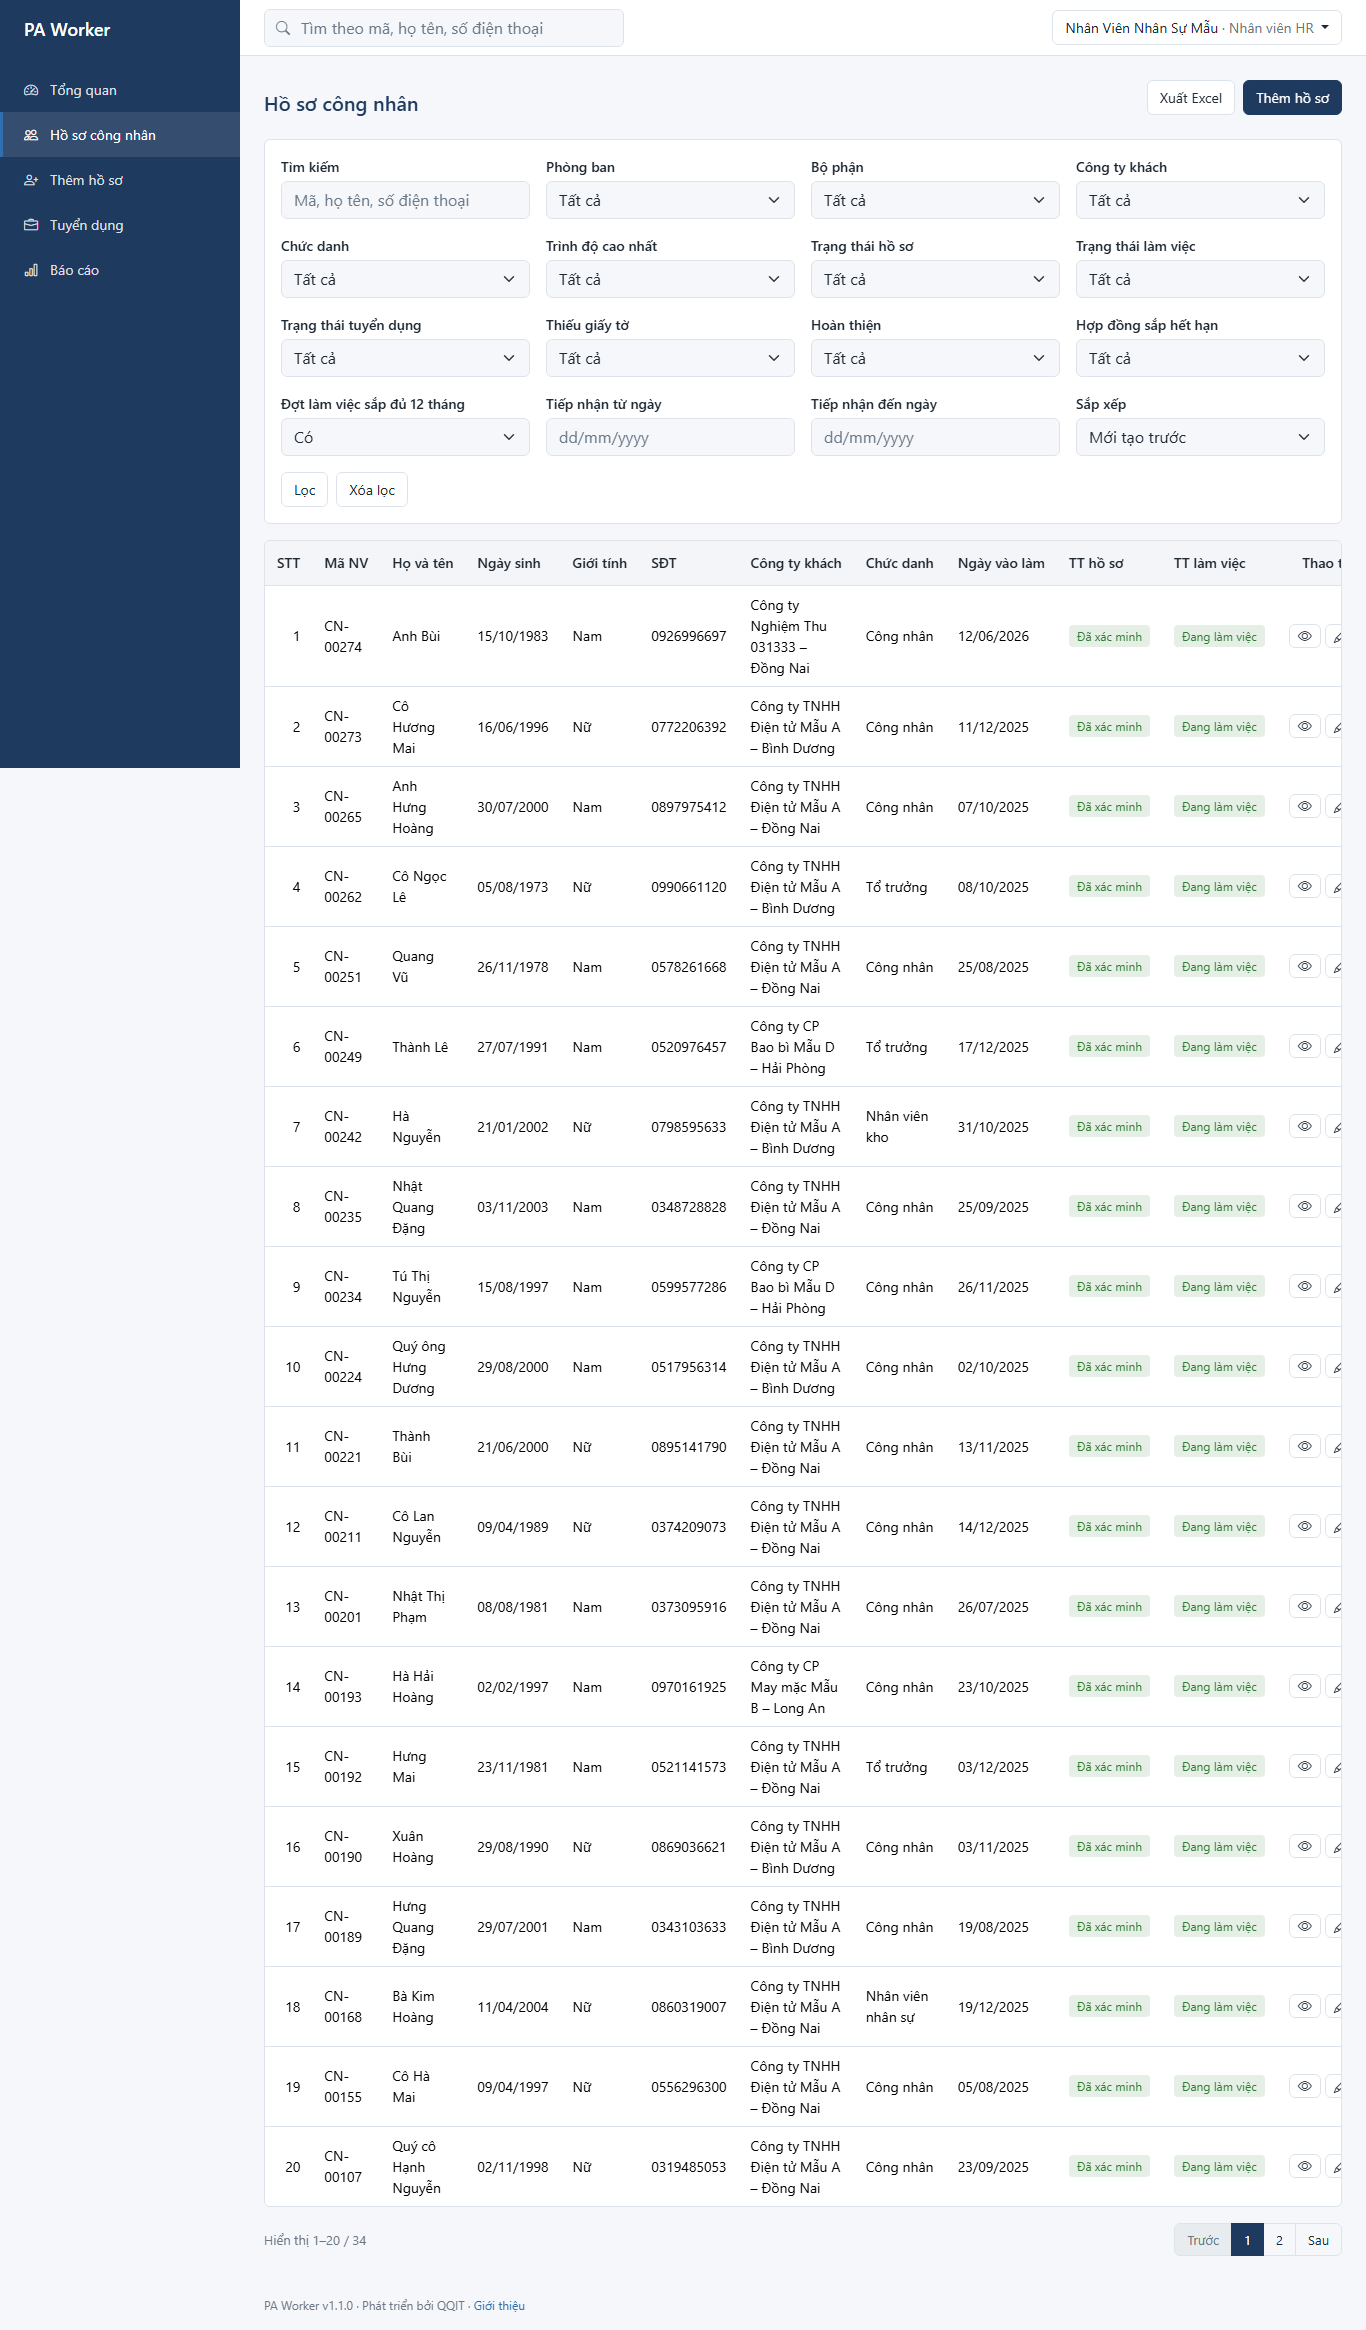 PA Worker
Tìm theo mã, họ tên, số điện thoại
Nhân Viên Nhân Sự Mẫu · Nhân viên HR
Tổng quan
Hồ sơ công nhân
Thêm hồ sơ
Tuyển dụng
Báo cáo
Hồ sơ công nhân
Xuất Excel
Thêm hồ sơ
Tìm kiếm
Phòng ban
Bộ phận
Công ty khách
Mã, họ tên, số điện thoại
Tất cả
Tất cả
Tất cả
Chức danh
Trình độ cao nhất
Trạng thái hồ sơ
Trạng thái làm việc
Tất cả
Tất cả
Tất cả
Tất cả
Trạng thái tuyển dụng
Thiếu giấy tờ
Hoàn thiện
Hợp đồng sắp hết hạn
Tất cả
Tất cả
Tất cả
Tất cả
Đợt làm việc sắp đủ 12 tháng
Tiếp nhận từ ngày
Tiếp nhận đến ngày
Sắp xếp
Có
dd/mm/yyyy
dd/mm/yyyy
Mới tạo trước
Lọc
Xóa lọc
STT Mã NV Họ và tên Ngày sinh Giới tính SĐT Công ty khách Chức danh Ngày vào làm TT hồ sơ TT làm việc Thao
1 CN-00274 Anh Bùi 15/10/1983 Nam 0926996697 Công ty Nghiệm Thu 031333 – Đồng Nai Công nhân 12/06/2026 Đã xác minh Đang làm việc
2 CN-00273 Cô Hương Mai 16/06/1996 Nữ 0772206392 Công ty TNHH Điện tử Mẫu A – Bình Dương Công nhân 11/12/2025 Đã xác minh Đang làm việc
3 CN-00265 Anh Hưng Hoàng 30/07/2000 Nam 0897975412 Công ty TNHH Điện tử Mẫu A – Đồng Nai Công nhân 07/10/2025 Đã xác minh Đang làm việc
4 CN-00262 Cô Ngọc Lê 05/08/1973 Nữ 0990661120 Công ty TNHH Điện tử Mẫu A – Bình Dương Tổ trưởng 08/10/2025 Đã xác minh Đang làm việc
5 CN-00251 Quang Vũ 26/11/1978 Nam 0578261668 Công ty TNHH Điện tử Mẫu A – Đồng Nai Công nhân 25/08/2025 Đã xác minh Đang làm việc
6 CN-00249 Thành Lê 27/07/1991 Nam 0520976457 Công ty CP Bao bì Mẫu D – Hải Phòng Tổ trưởng 17/12/2025 Đã xác minh Đang làm việc
7 CN-00242 Hà Nguyễn 21/01/2002 Nữ 0798595633 Công ty TNHH Điện tử Mẫu A – Bình Dương Nhân viên kho 31/10/2025 Đã xác minh Đang làm việc
8 CN-00235 Nhật Quang Đặng 03/11/2003 Nam 0348728828 Công ty TNHH Điện tử Mẫu A – Đồng Nai Công nhân 25/09/2025 Đã xác minh Đang làm việc
9 CN-00234 Tú Thị Nguyễn 15/08/1997 Nam 0599577286 Công ty CP Bao bì Mẫu D – Hải Phòng Công nhân 26/11/2025 Đã xác minh Đang làm việc
10 CN-00224 Quý ông Hưng Dương 29/08/2000 Nam 0517956314 Công ty TNHH Điện tử Mẫu A – Bình Dương Công nhân 02/10/2025 Đã xác minh Đang làm việc
11 CN-00221 Thành Bùi 21/06/2000 Nữ 0895141790 Công ty TNHH Điện tử Mẫu A – Đồng Nai Công nhân 13/11/2025 Đã xác minh Đang làm việc
12 CN-00211 Cô Lan Nguyễn 09/04/1989 Nữ 0374209073 Công ty TNHH Điện tử Mẫu A – Đồng Nai Công nhân 14/12/2025 Đã xác minh Đang làm việc
13 CN-00201 Nhật Thị Phạm 08/08/1981 Nam 0373095916 Công ty TNHH Điện tử Mẫu A – Đồng Nai Công nhân 26/07/2025 Đã xác minh Đang làm việc
14 CN-00193 Hà Hải Hoàng 02/02/1997 Nam 0970161925 Công ty CP May mặc Mẫu B – Long An Công nhân 23/10/2025 Đã xác minh Đang làm việc
15 CN-00192 Hưng Mai 23/11/1981 Nam 0521141573 Công ty TNHH Điện tử Mẫu A – Đồng Nai Tổ trưởng 03/12/2025 Đã xác minh Đang làm việc
16 CN-00190 Xuân Hoàng 29/08/1990 Nữ 0869036621 Công ty TNHH Điện tử Mẫu A – Bình Dương Công nhân 03/11/2025 Đã xác minh Đang làm việc
17 CN-00189 Hưng Quang Đặng 29/07/2001 Nam 0343103633 Công ty TNHH Điện tử Mẫu A – Bình Dương Công nhân 19/08/2025 Đã xác minh Đang làm việc
18 CN-00168 Bà Kim Hoàng 11/04/2004 Nữ 0860319007 Công ty TNHH Điện tử Mẫu A – Đồng Nai Nhân viên nhân sự 19/12/2025 Đã xác minh Đang làm việc
19 CN-00155 Cô Hà Mai 09/04/1997 Nữ 0556296300 Công ty TNHH Điện tử Mẫu A – Đồng Nai Công nhân 05/08/2025 Đã xác minh Đang làm việc
20 CN-00107 Quý cô Hạnh Nguyễn 02/11/1998 Nữ 0319485053 Công ty TNHH Điện tử Mẫu A – Đồng Nai Công nhân 23/09/2025 Đã xác minh Đang làm việc
Hiển thị 1–20 / 34
Trước 1 2 Sau
PA Worker v1.1.0 · Phát triển bởi QQIT · Giới thiệu